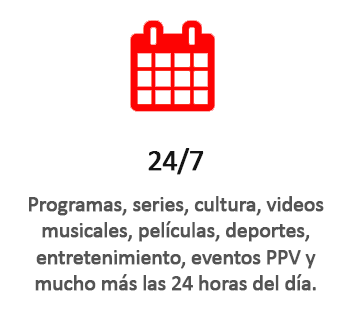 24/7
Programas, series, cultura, videos
musicales, películas, deportes,
entretenimiento, eventos PPV y
mucho más las 24 horas del día.